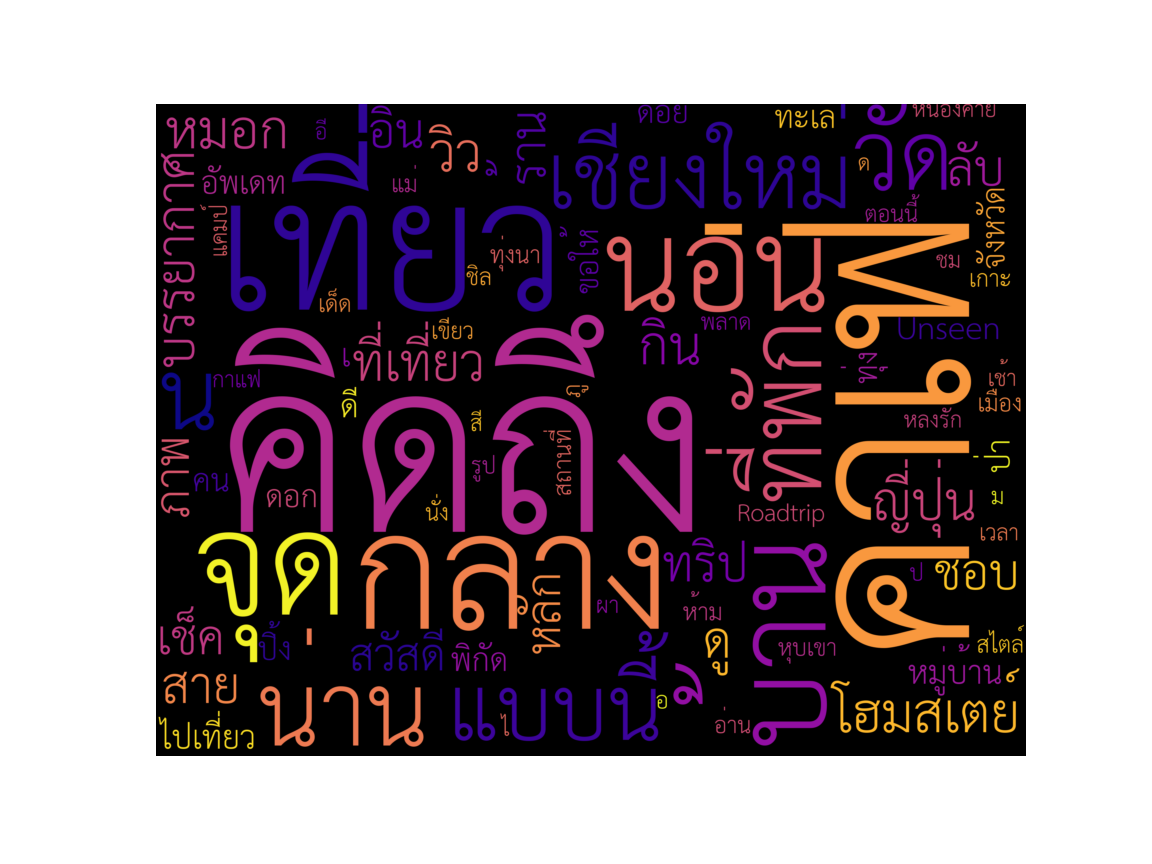 หมอก
อิน
วิว
ร้าน
ดอย
ทะเล
หนองคาย
วัด
ลับ
เชียงใหม
อัพเดท
แม่
เที่ยว
บรรยากาศ
แคมป์
ชิล
ทุ่งนา
เด็ด
ขอให้
ตอนนี้
จังหวัด
ชม
เกาะ
นอิน
คาเฟ
Unseen
พลาด
กิน
เขียว
ที่เที่ยว
กาแฟ
น
ดี
ภู
คิดถึง
สี
รูป
สถานที่
ที่พัก
ทุ่ง
เช้า
เมือง
หลงรัก
ภาพ
คน
ดอก
นั่ง
Roadtrip
ญี่ปุ่น
ป่า
ม
เวลา
จุด
กลาง
หลัก
ทริป
ผา
ห้าม
บ้าน
ป
ชอบ
เช็ค
ปิ้ง
สวัสดี
พิกัด
ดู
หุบเขา
สไตล์
หมู่บ้าน
สาย
น่าน
แบบนี้
อ
อ่าน
โฮมสเตย
ไปเที่ยว